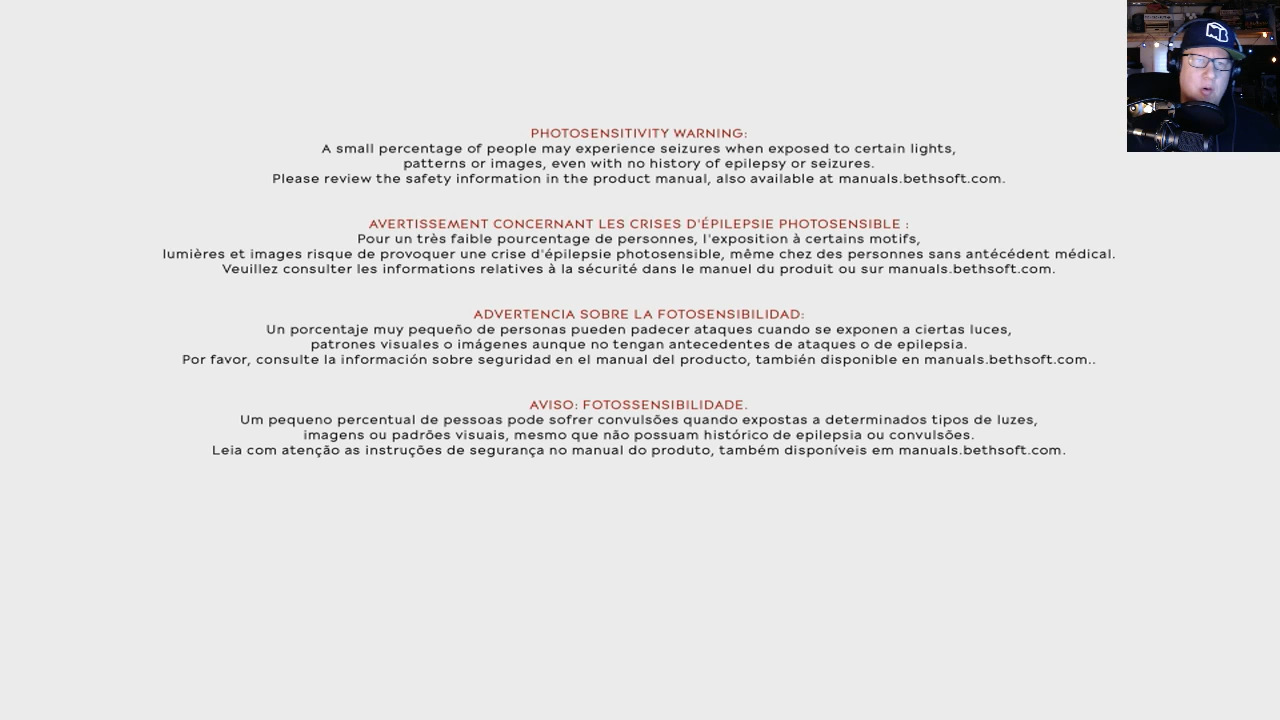 PHOTOSENSITIVITY WARNING:
A small percentage of people may experience seizures when exposed to certain lights,
patterns or images, even with no history of epilepsy or seizures.
Please review the safety information in the product manual, also available at manuals.bethsoft.com.
AVERTISSEMENT CONCERNANT LES CRISES D'ÉPILEPSIE PHOTOSENSIBLE :
Pour un très faible pourcentage de personnes, l'exposition à certains motifs,
lumières et images risque de provoquer une crise d'épilepsie photosensible, même chez des personnes sans antécédent médical.
Veuillez consulter les informations relatives à la sécurité dans le manuel du produit ou sur manuals.bethsoft.com.
ADVERTENCIA SOBRE LA FOTOSENSIBILIDAD:
Un porcentaje muy pequeño de personas pueden padecer ataques cuando se exponen a ciertas luces,
patrones visuales o imágenes aunque no tengan antecedentes de ataques o de epilepsia.
Por favor, consulte la información sobre seguridad en el manual del producto, también disponible en manuals.bethsoft.com..
AVISO: FOTOSSENSIBILIDADE.
Um pequeno percentual de pessoas pode sofrer convulsões quando expostas a determinados tipos de luzes,
imagens ou padrões visuais, mesmo que não possuam histórico de epilepsia ou convulsões.
Leia com atenção as instruções de segurança no manual do produto, também disponíveis em manuals.bethsoft.com.